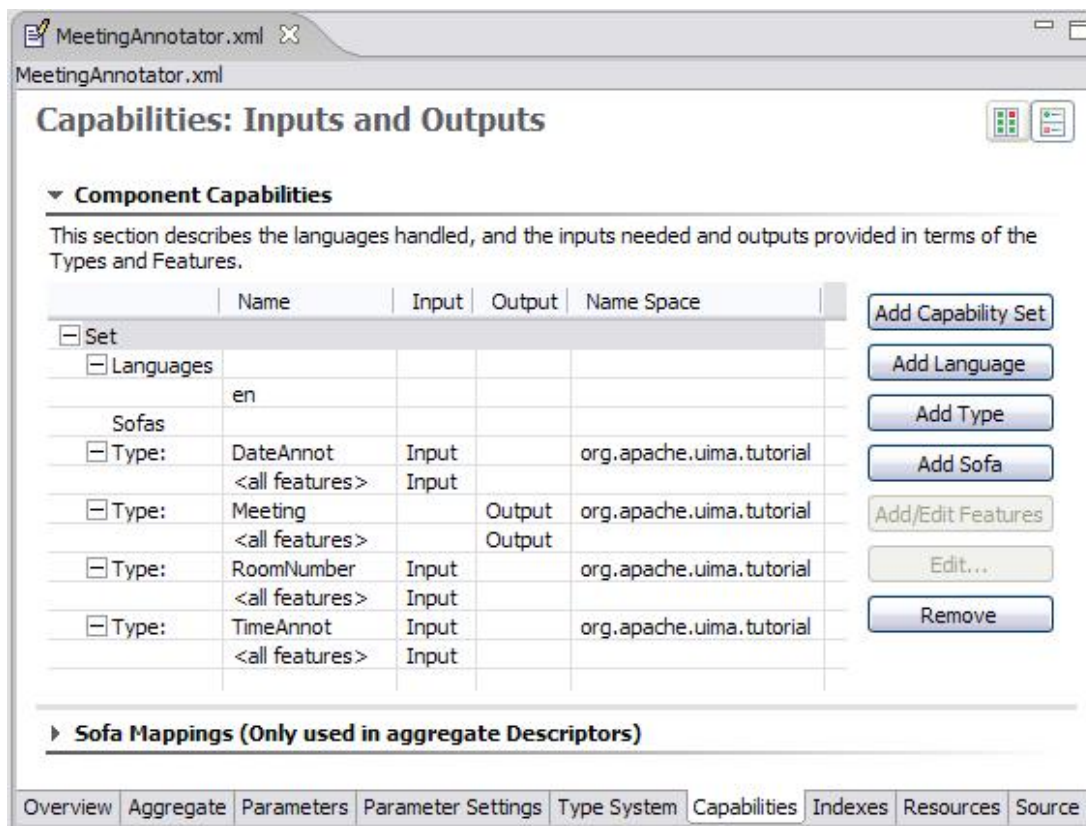 MeetingAnnotator.xml
MeetingAnnotator.xml
Capabilities: Inputs and Outputs
Component Capabilities
This section describes the languages handled, and the inputs needed and outputs provided in terms of the
Types and Features.
Name Input Output Name Space
Set
Languages
en
Sofas
Type: DateAnnot Input org.apache.uima.tutorial
<all features> Input
Type: Meeting Output org.apache.uima.tutorial
<all features> Output
Type: RoomNumber Input org.apache.uima.tutorial
<all features> Input
Type: TimeAnnot Input org.apache.uima.tutorial
<all features> Input
Add Capability Set
Add Language
Add Type
Add Sofa
Add/Edit Features
Edit...
Remove
Sofa Mappings (Only used in aggregate Descriptors)
Overview Aggregate Parameters Parameter Settings Type System Capabilities Indexes Resources Source